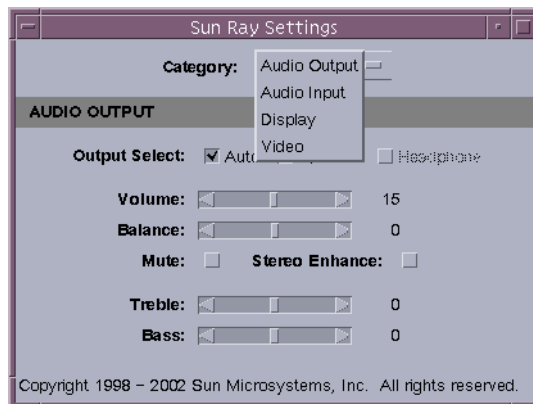 Sun Ray Settings
Category: Audio Output
Audio Input
Display
Video
AUDIO OUTPUT
Output Select: Headphone
Volume: 15
Balance: 0
Mute: Stereo Enhance:
Treble: 0
Bass: 0
Copyright 1998 – 2002 Sun Microsystems, Inc. All rights reserved.